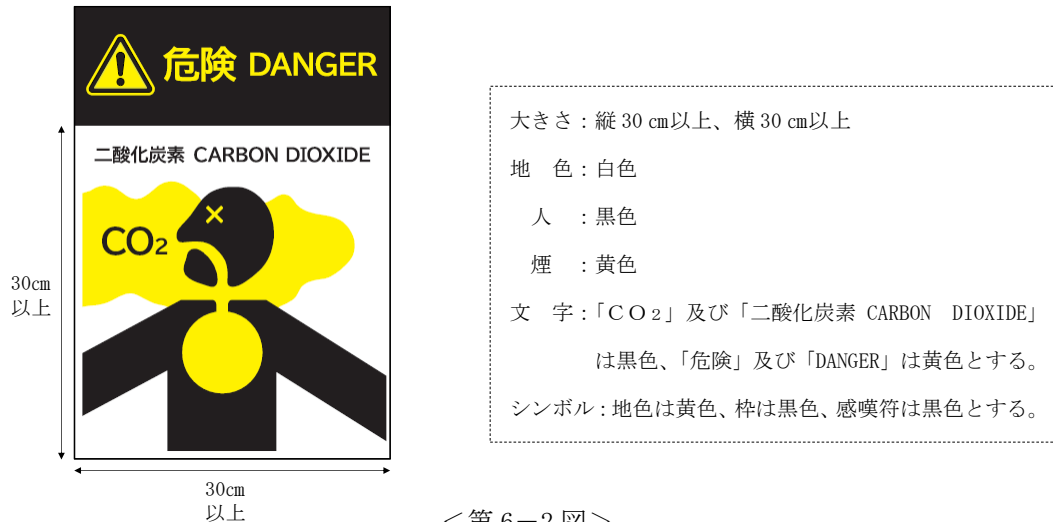 危険 DANGER
二酸化炭素 CARBON DIOXIDE
CO2
30㎝
以上
30㎝
以上
大きさ：縦 30 ㎝以上、横 30 ㎝以上
地　色：白色
人　：黒色
煙　：黄色
文　字：「ＣＯ２」及び「二酸化炭素 CARBON　DIOXIDE」
は黒色、「危険」及び「DANGER」は黄色とする。
シンボル：地色は黄色、枠は黒色、感嘆符は黒色とする。
＜第 6－2 図＞